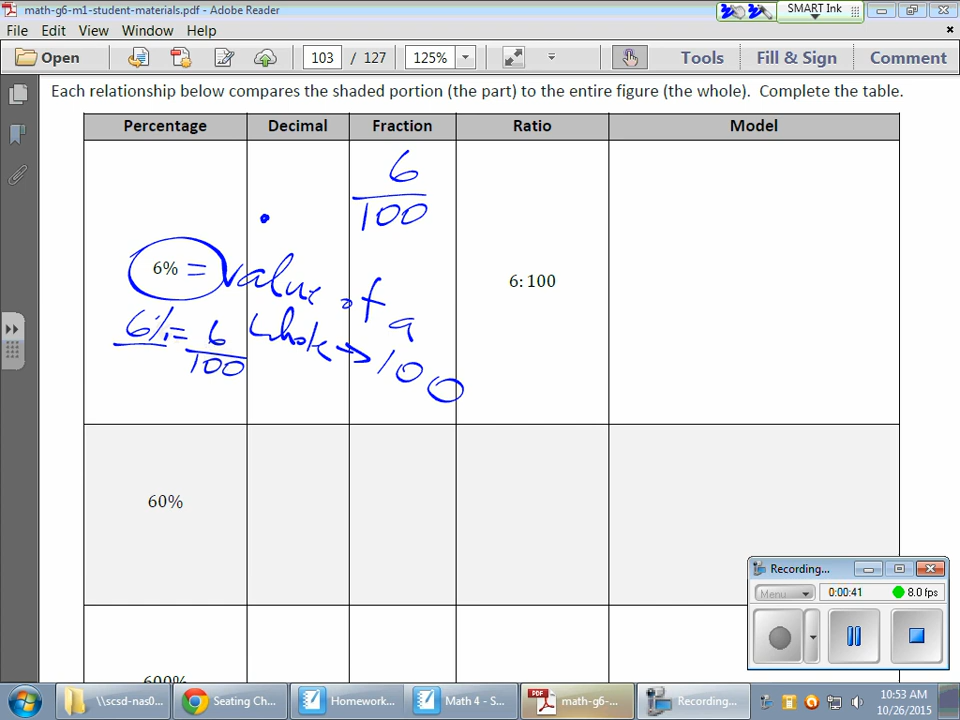 math-g6-m1-student-materials.pdf - Adobe Reader
SMART Ink
File Edit View Window Help
Open 103 / 127 125% Tools Fill & Sign Comment
Each relationship below compares the shaded portion (the part) to the entire figure (the whole). Complete the table.
Percentage Decimal Fraction Ratio Model
6
100
.
6% = value of a
6:100
6% = 6/100 whole → 100
60%
600%
Recording...
Menu 0:00:41 8.0 fps
\\scsd-nas0... Seating Ch... Homework... Math 4 - S... math-g6-... Recording...
10:53 AM
10/26/2015